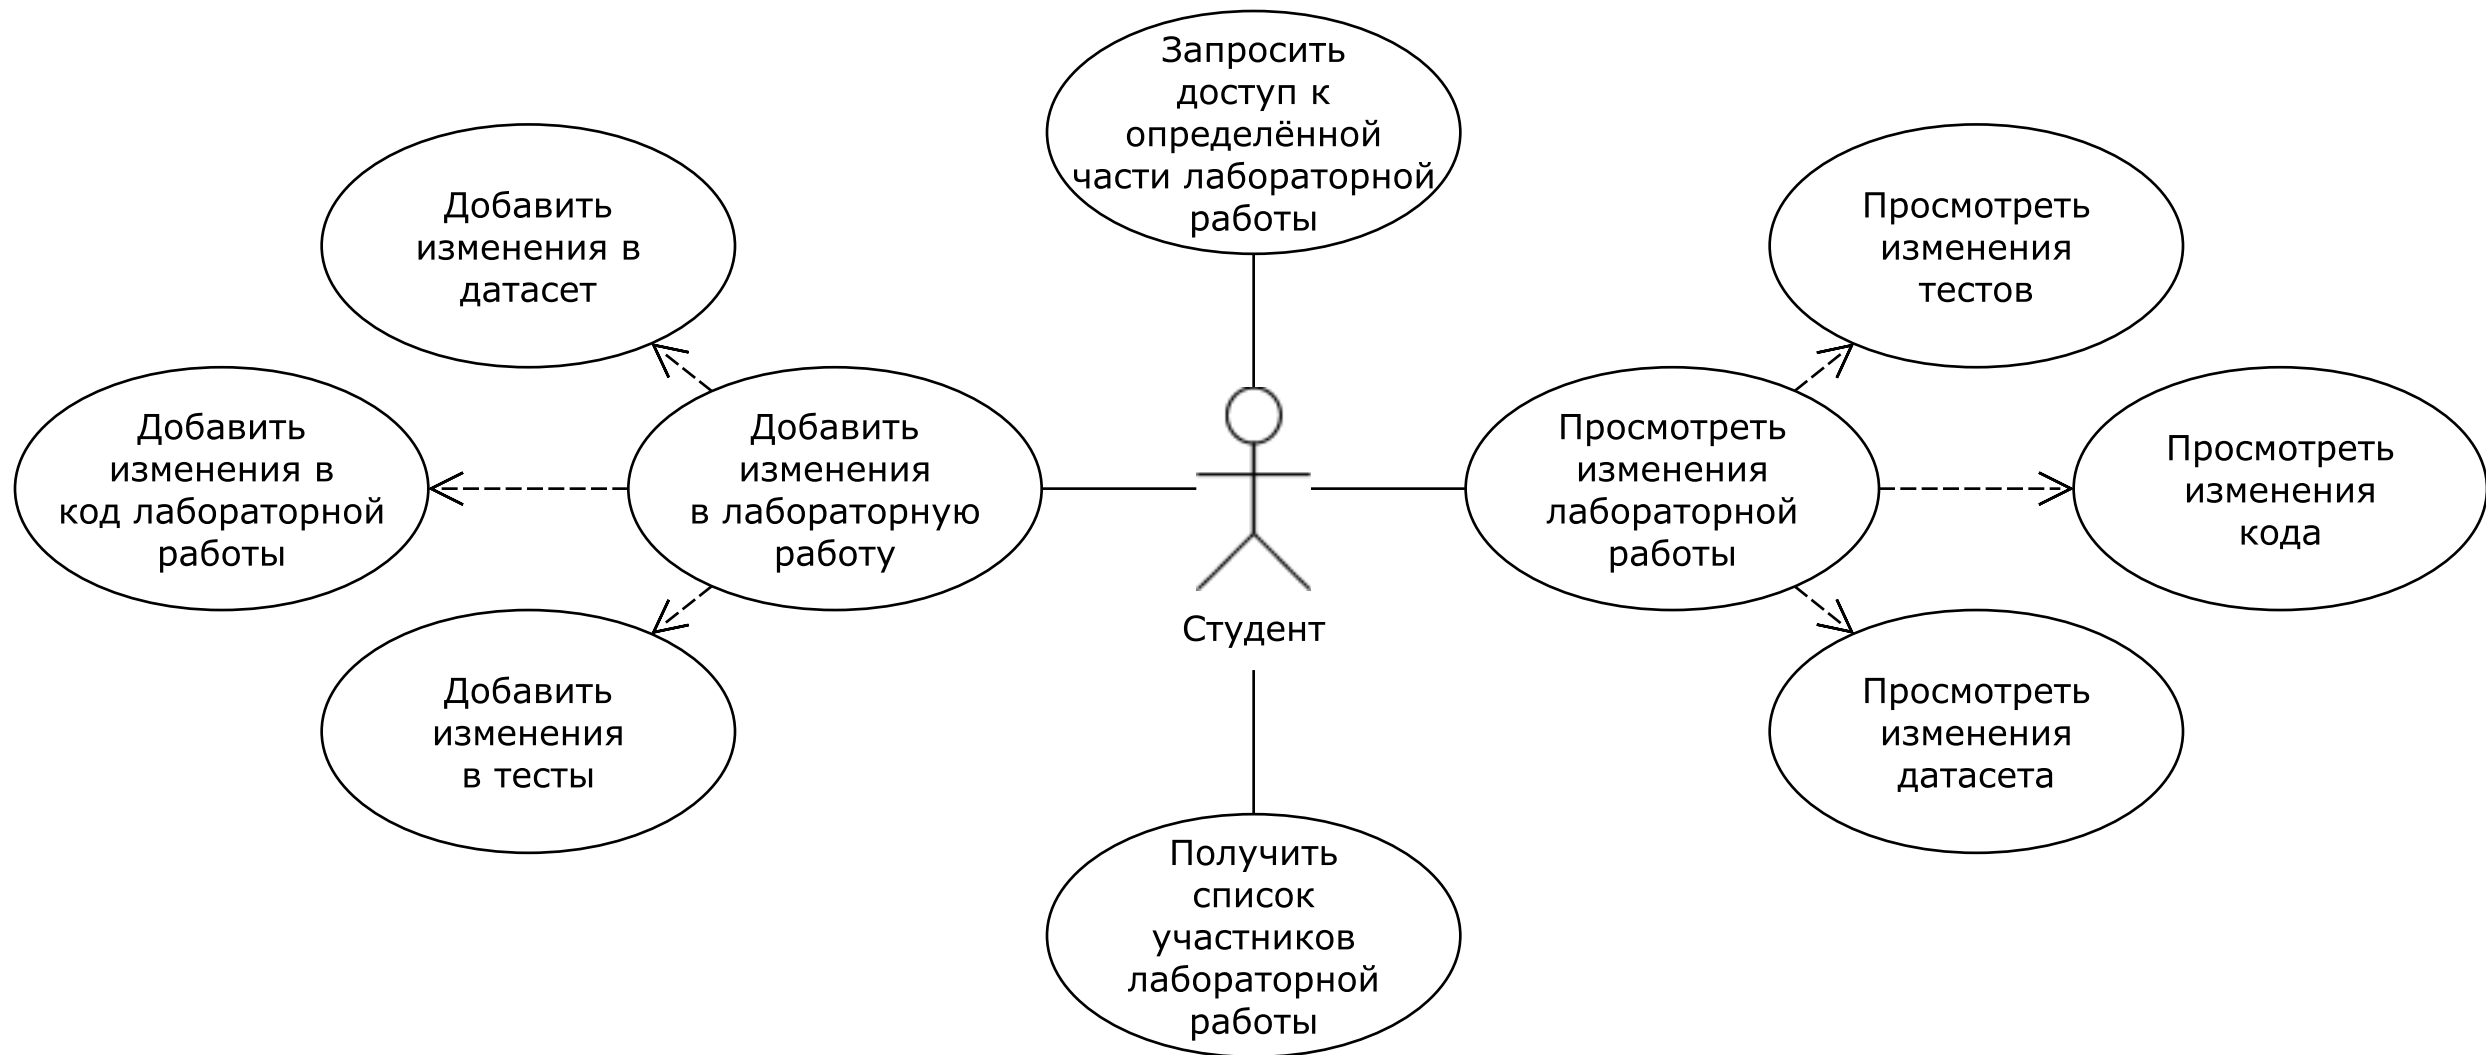 Запросить
доступ к
определённой
части лабораторной
работы
Добавить
изменения в
датасет
Просмотреть
изменения
тестов
Добавить
изменения в
код лабораторной
работы
Добавить
изменения
в лабораторную
работу
Просмотреть
изменения
лабораторной
работы
Просмотреть
изменения
кода
Студент
Добавить
изменения
в тесты
Просмотреть
изменения
датасета
Получить
список
участников
лабораторной
работы